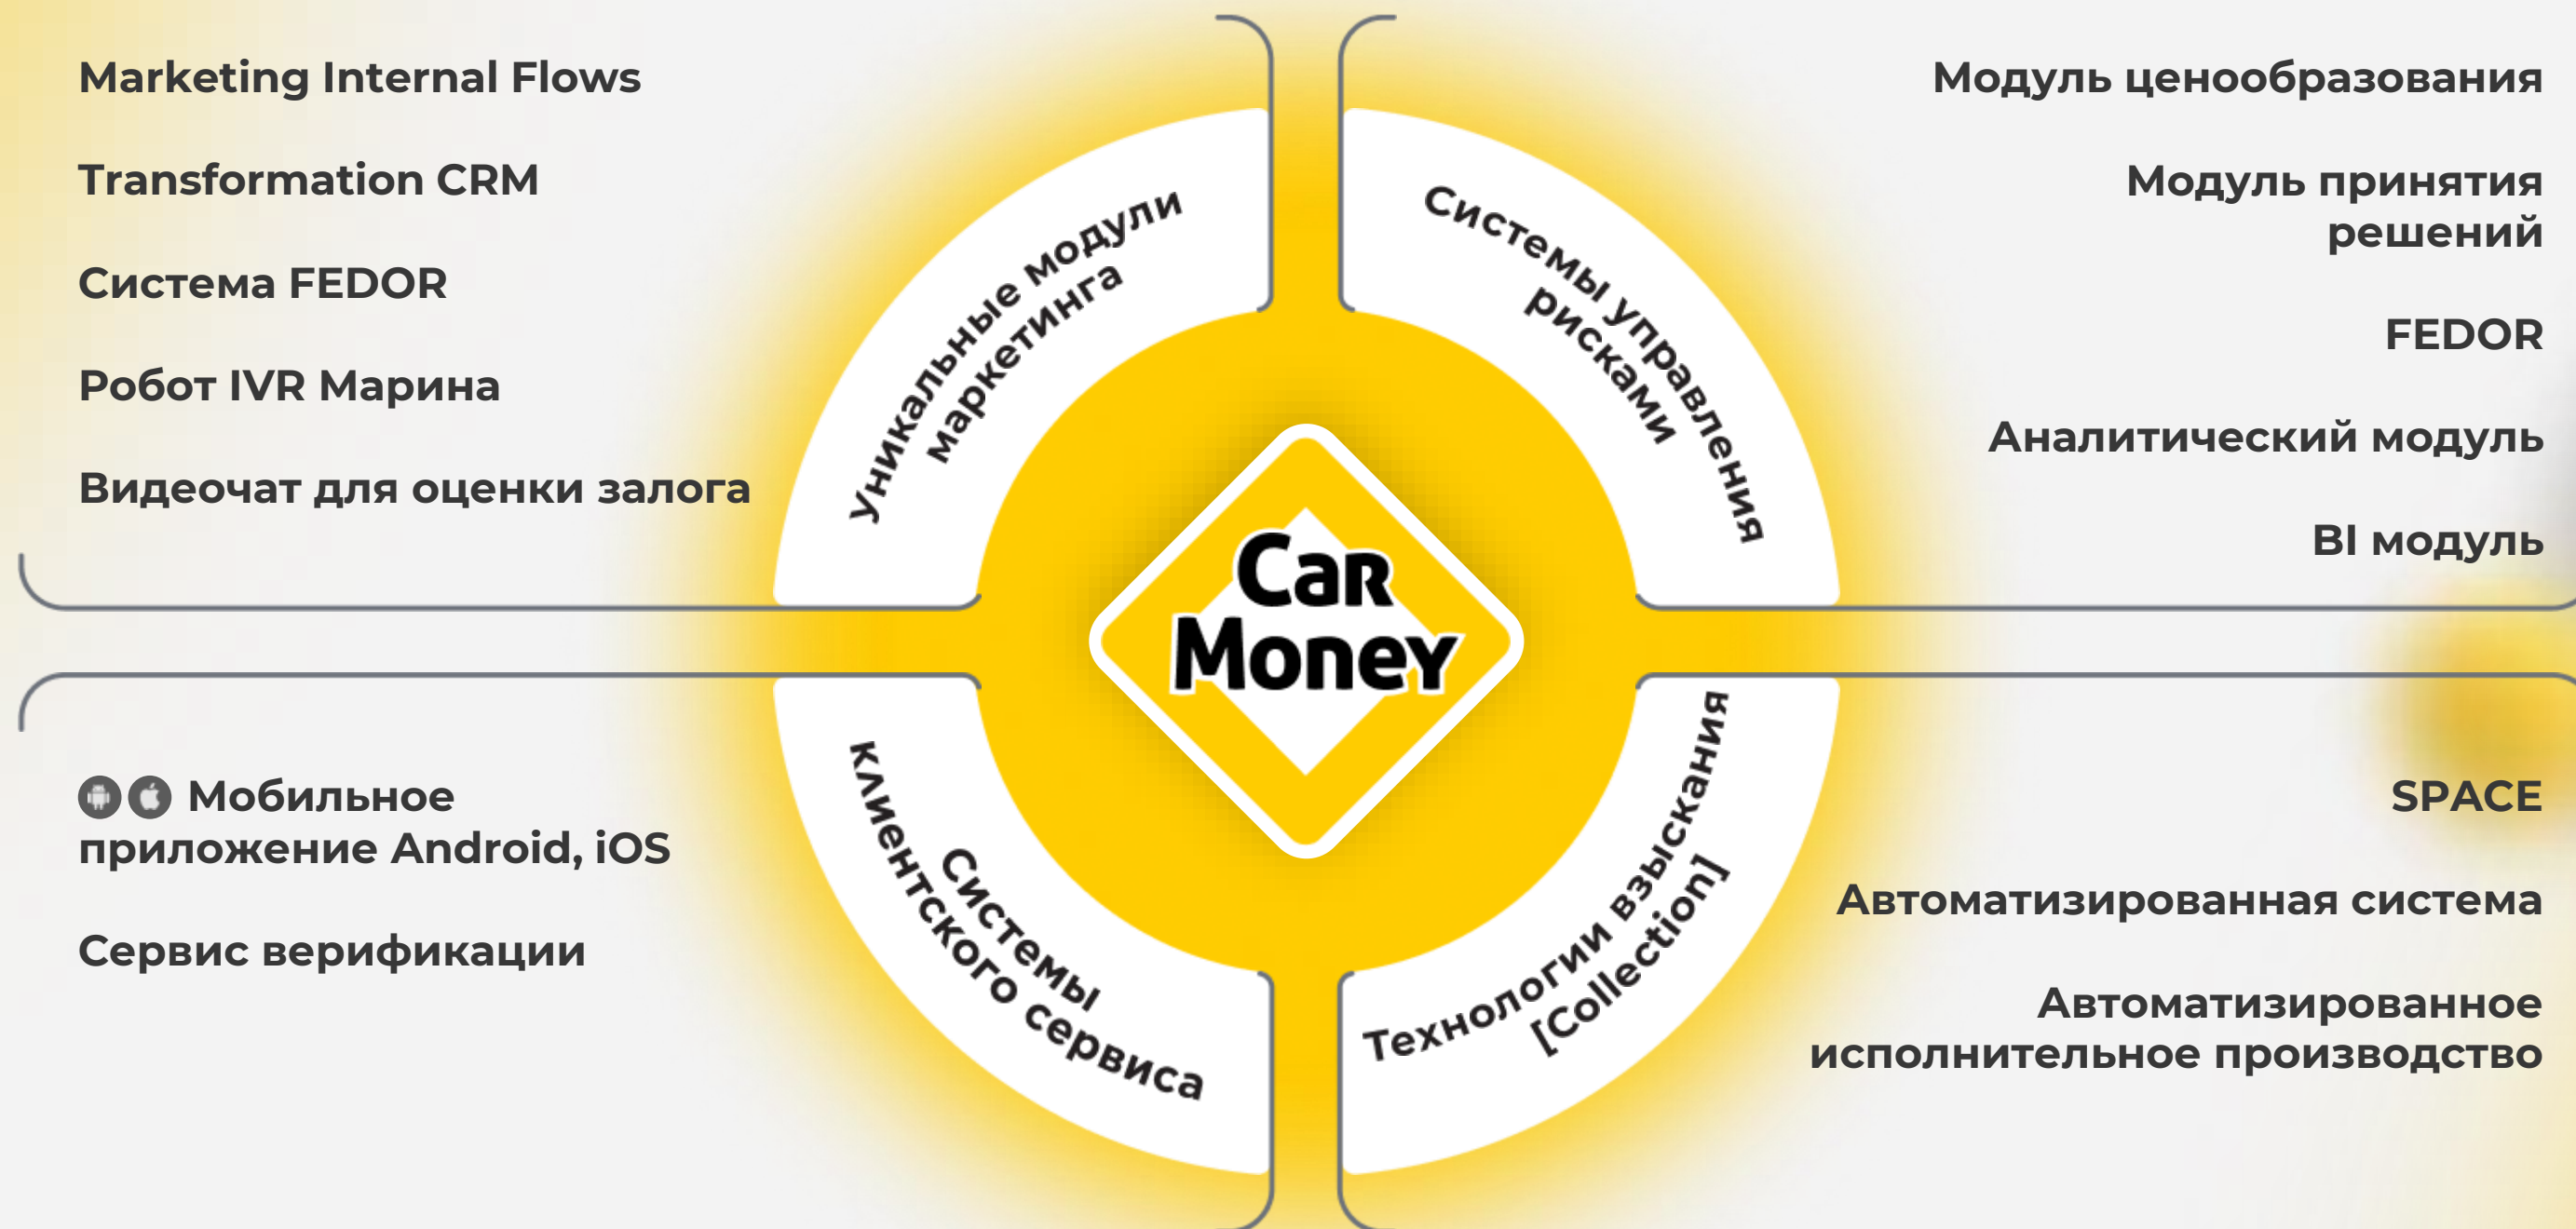 Marketing Internal Flows
Transformation CRM
Система FEDOR
Робот IVR Марина
Видеочат для оценки залога
Уникальные модули
маркетинга
Системы управления
рисками
Модуль ценообразования
Модуль принятия
решений
FEDOR
Аналитический модуль
BI модуль
Car
Money
Мобильное
приложение Android, iOS
Сервис верификации
Системы
клиентского сервиса
Технологии взыскания
[Collection]
SPACE
Автоматизированная система
Автоматизированное
исполнительное производство